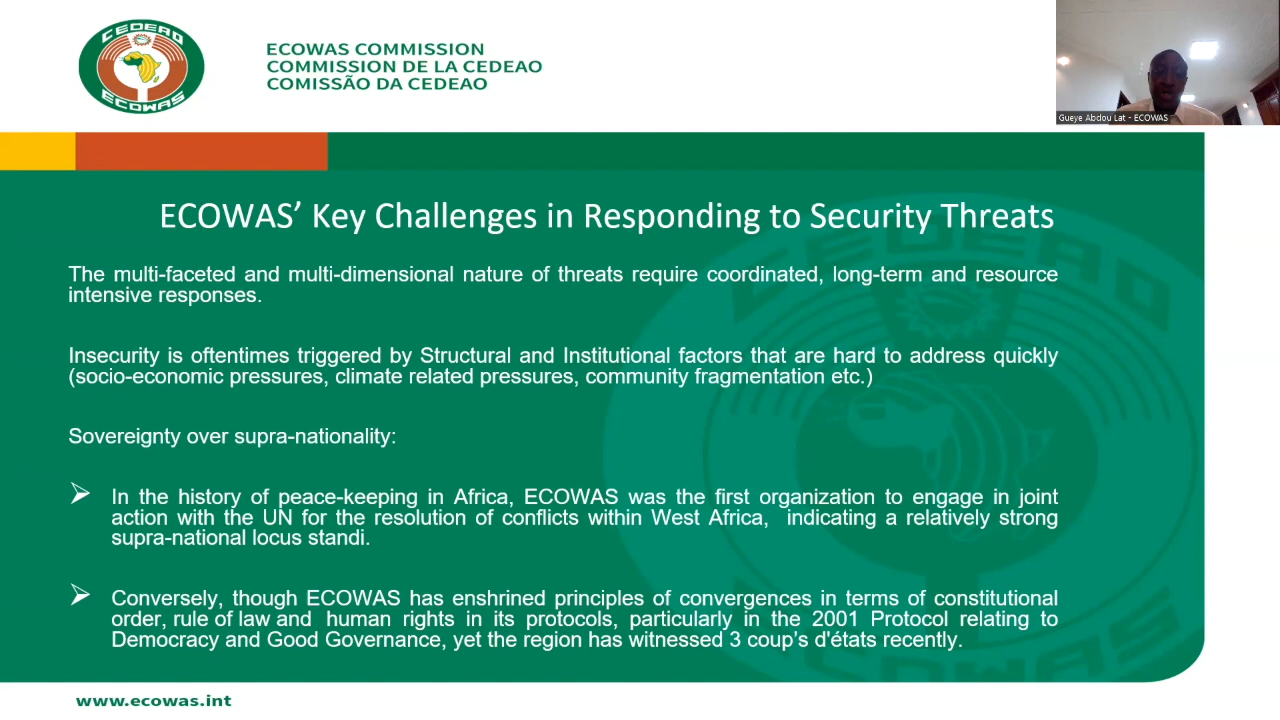 CEDEAO
ECOWAS
ECOWAS COMMISSION
COMMISSION DE LA CEDEAO
COMISSÃO DA CEDEAO
Gueye Abdou Lat - ECOWAS
ECOWAS’ Key Challenges in Responding to Security Threats
The multi-faceted and multi-dimensional nature of threats require coordinated, long-term and resource
intensive responses.
Insecurity is oftentimes triggered by Structural and Institutional factors that are hard to address quickly
(socio-economic pressures, climate related pressures, community fragmentation etc.)
Sovereignty over supra-nationality:
➢ In the history of peace-keeping in Africa, ECOWAS was the first organization to engage in joint
action with the UN for the resolution of conflicts within West Africa, indicating a relatively strong
supra-national locus standi.
➢ Conversely, though ECOWAS has enshrined principles of convergences in terms of constitutional
order, rule of law and human rights in its protocols, particularly in the 2001 Protocol relating to
Democracy and Good Governance, yet the region has witnessed 3 coup’s d'états recently.
CEDEAO
ECOWAS
www.ecowas.int